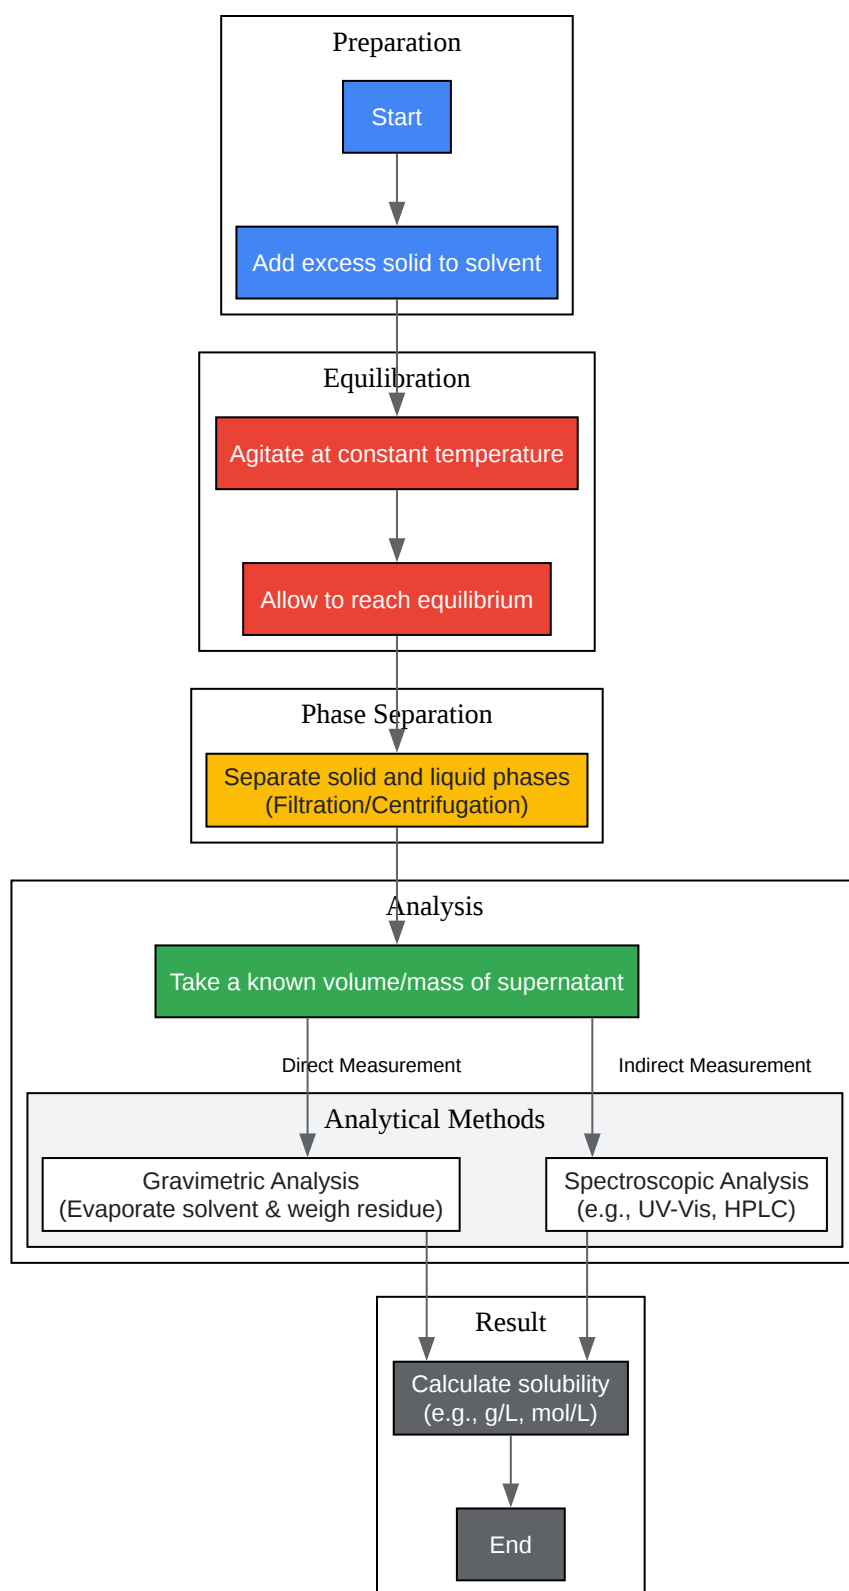 Preparation
Start
Add excess solid to solvent
Equilibration
Agitate at constant temperature
Allow to reach equilibrium
Phase Separation
Separate solid and liquid phases
(Filtration/Centrifugation)
Analysis
Take a known volume/mass of supernatant
Direct Measurement
Indirect Measurement
Analytical Methods
Gravimetric Analysis
(Evaporate solvent & weigh residue)
Spectroscopic Analysis
(e.g., UV-Vis, HPLC)
Result
Calculate solubility
(e.g., g/L, mol/L)
End